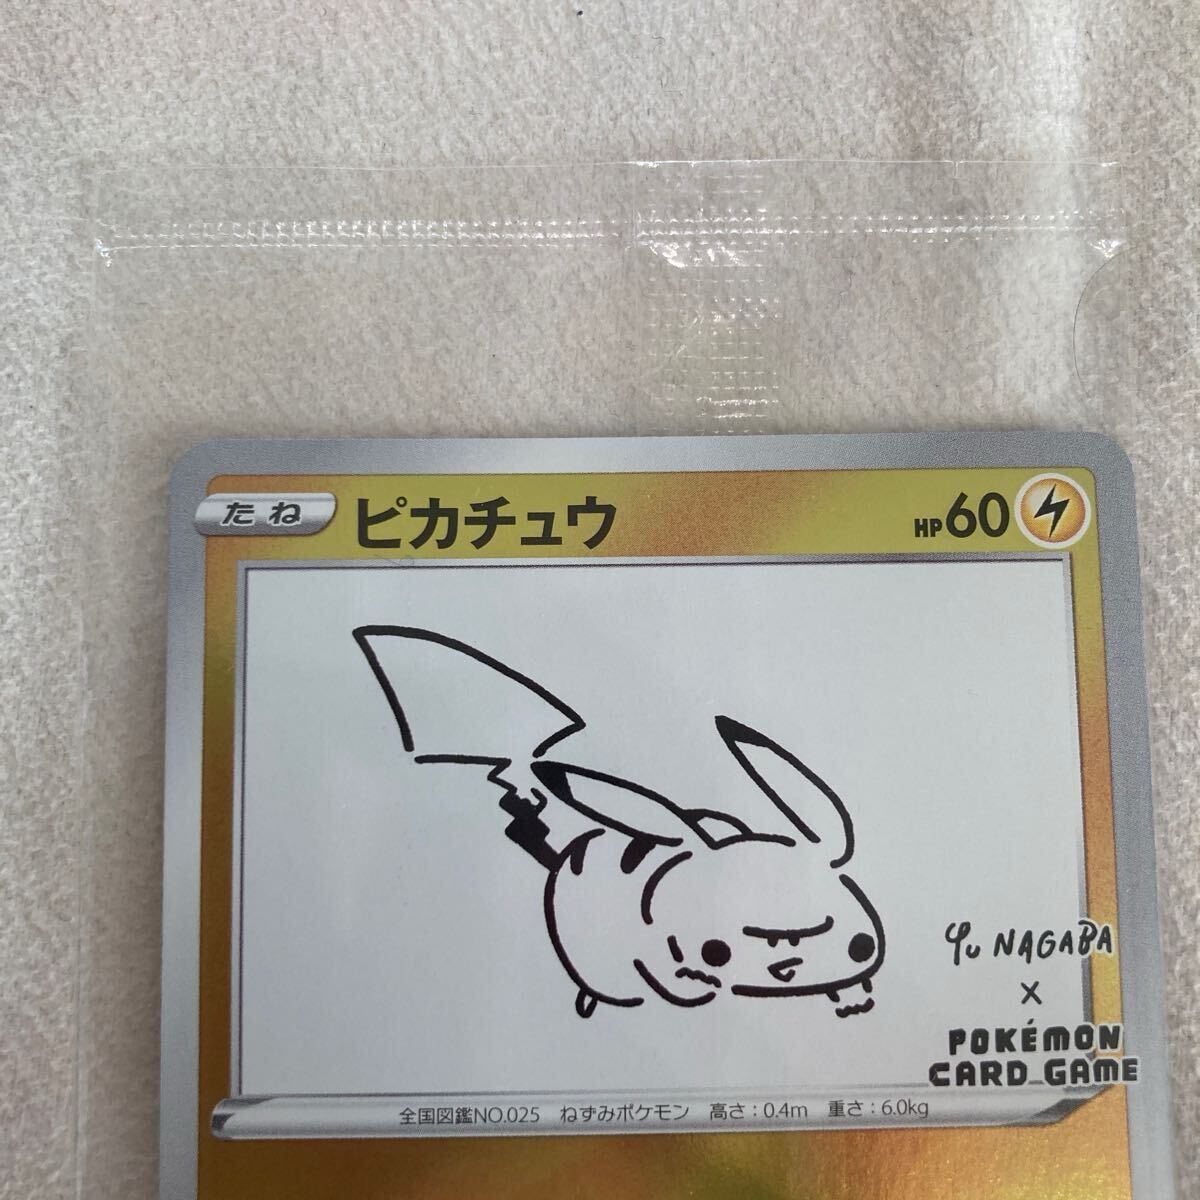 たね ピカチュウ HP60
Yu NAGABA
×
POKÉMON
CARD GAME
全国図鑑NO.025 ねずみポケモン 高さ:0.4m 重さ:6.0kg